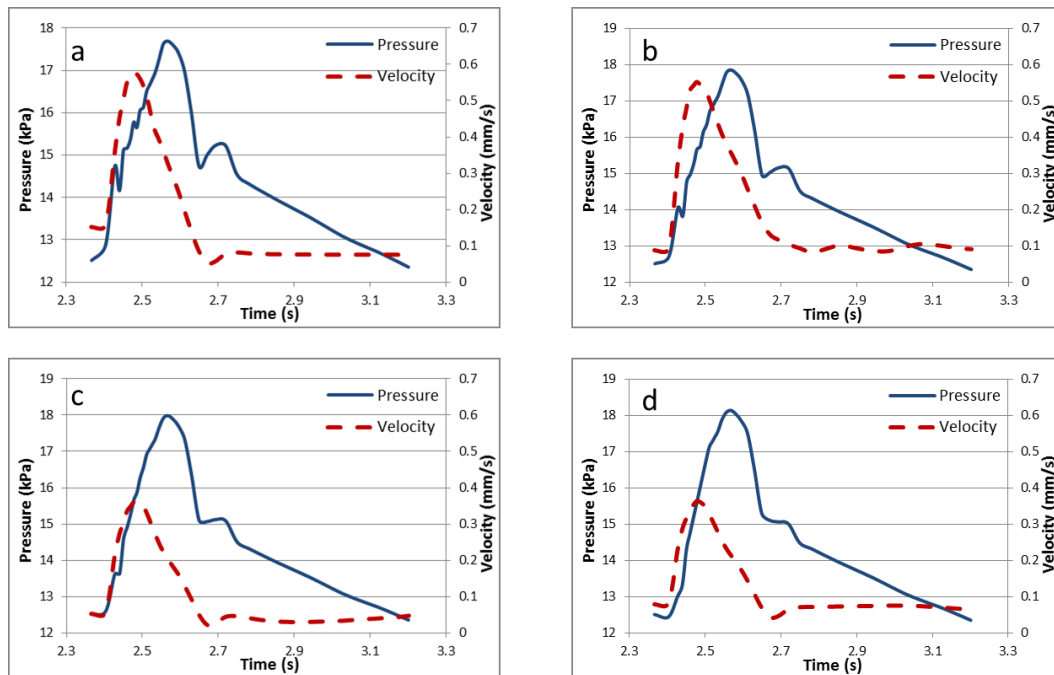 a
Pressure
Velocity
Pressure (kPa)
18
17
16
15
14
13
12
0.7
0.6
0.5
0.4
0.3
0.2
0.1
0
Velocity (mm/s)
2.3 2.5 2.7 2.9 3.1 3.3
Time (s)
b
Pressure
Velocity
Pressure (kPa)
19
18
17
16
15
14
13
12
0.7
0.6
0.5
0.4
0.3
0.2
0.1
0
Velocity (mm/s)
2.3 2.5 2.7 2.9 3.1 3.3
Time (s)
c
Pressure
Velocity
Pressure (kPa)
19
18
17
16
15
14
13
12
0.7
0.6
0.5
0.4
0.3
0.2
0.1
0
Velocity (mm/s)
2.3 2.5 2.7 2.9 3.1 3.3
Time (s)
d
Pressure
Velocity
Pressure (kPa)
19
18
17
16
15
14
13
12
0.7
0.6
0.5
0.4
0.3
0.2
0.1
0
Velocity (mm/s)
2.3 2.5 2.7 2.9 3.1 3.3
Time (s)